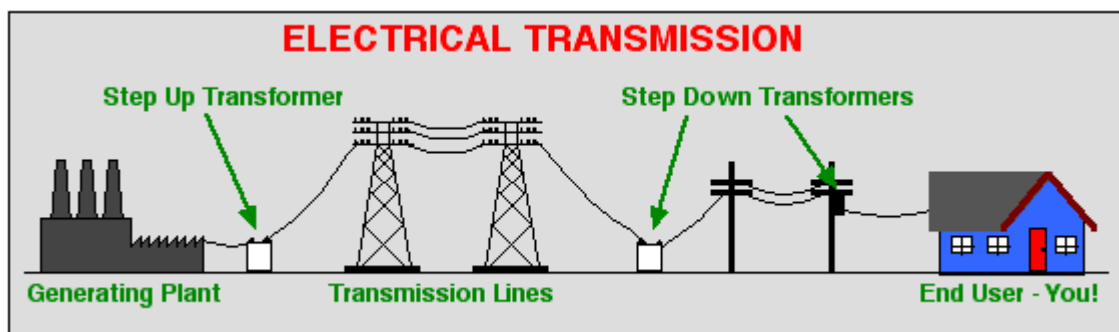 ELECTRICAL TRANSMISSION
Step Up Transformer
Step Down Transformers
Generating Plant
Transmission Lines
End User - You!